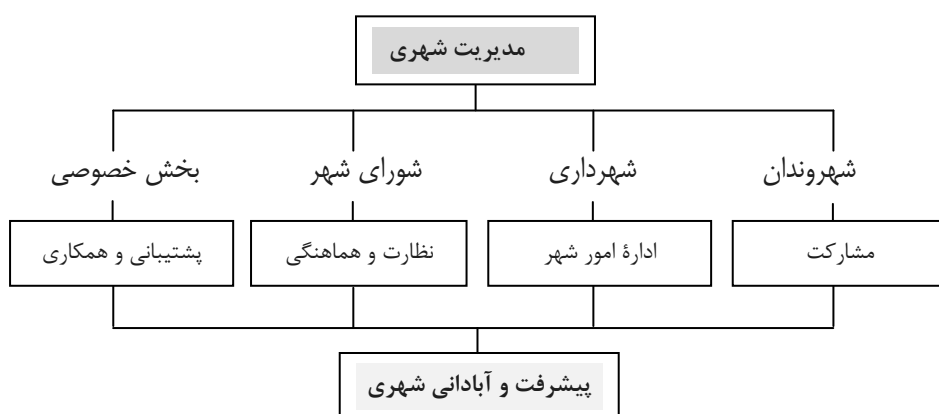 مدیریت شهری
شهروندان
شهرداری
شورای شهر
بخش خصوصی
مشارکت
ادارهٔ امور شهر
نظارت و هماهنگی
پشتیبانی و همکاری
پیشرفت و آبادانی شهری